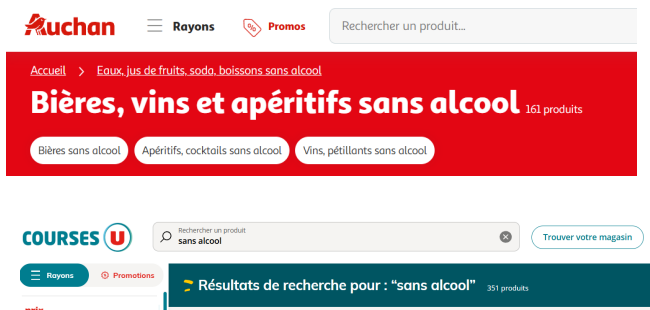 Auchan Rayons Promos Rechercher un produit...
Accueil > Eaux, jus de fruits, soda, boissons sans alcool
Bières, vins et apéritifs sans alcool 161 produits
Bières sans alcool Apéritifs, cocktails sans alcool Vins, pétillants sans alcool
COURSES U Rechercher un produit
sans alcool Trouver votre magasin
Rayons Promotions Résultats de recherche pour : “sans alcool” 351 produits